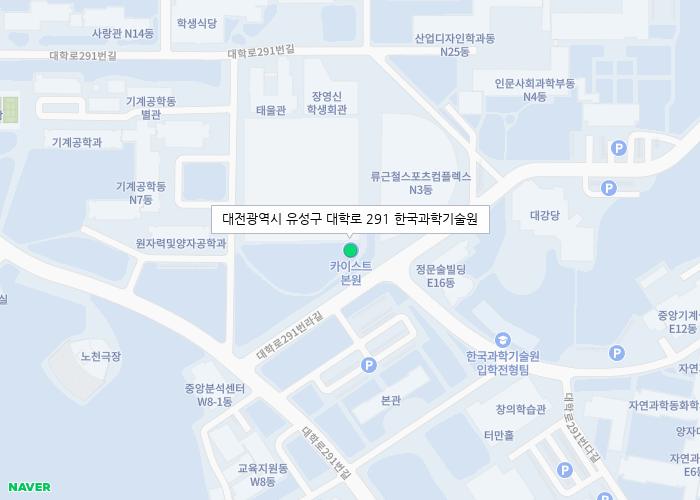 학생식당
사랑관 N14동
대학로291번길
대학로291번길
산업디자인학과동
N25동
인문사회과학부동
N4동
기계공학동
별관
태울관
장영신
학생회관
기계공학과
P
류근철스포츠컴플렉스
N3동
P
기계공학동
N7동
대전광역시 유성구 대학로 291 한국과학기술원
대강당
원자력및양자공학과
카이스트
본원
정문술빌딩
E16동
실
중앙기계실
E12동
대학로291번라길
한국과학기술원
입학전형팀
노천극장
P
P
자연
중앙분석센터
W8-1동
본관
창의학습관
자연과학동화학
대학로291번길
터만홀
대학로291번다길
양자
교육지원동
W8동
P
자연과
E6동
P
NAVER